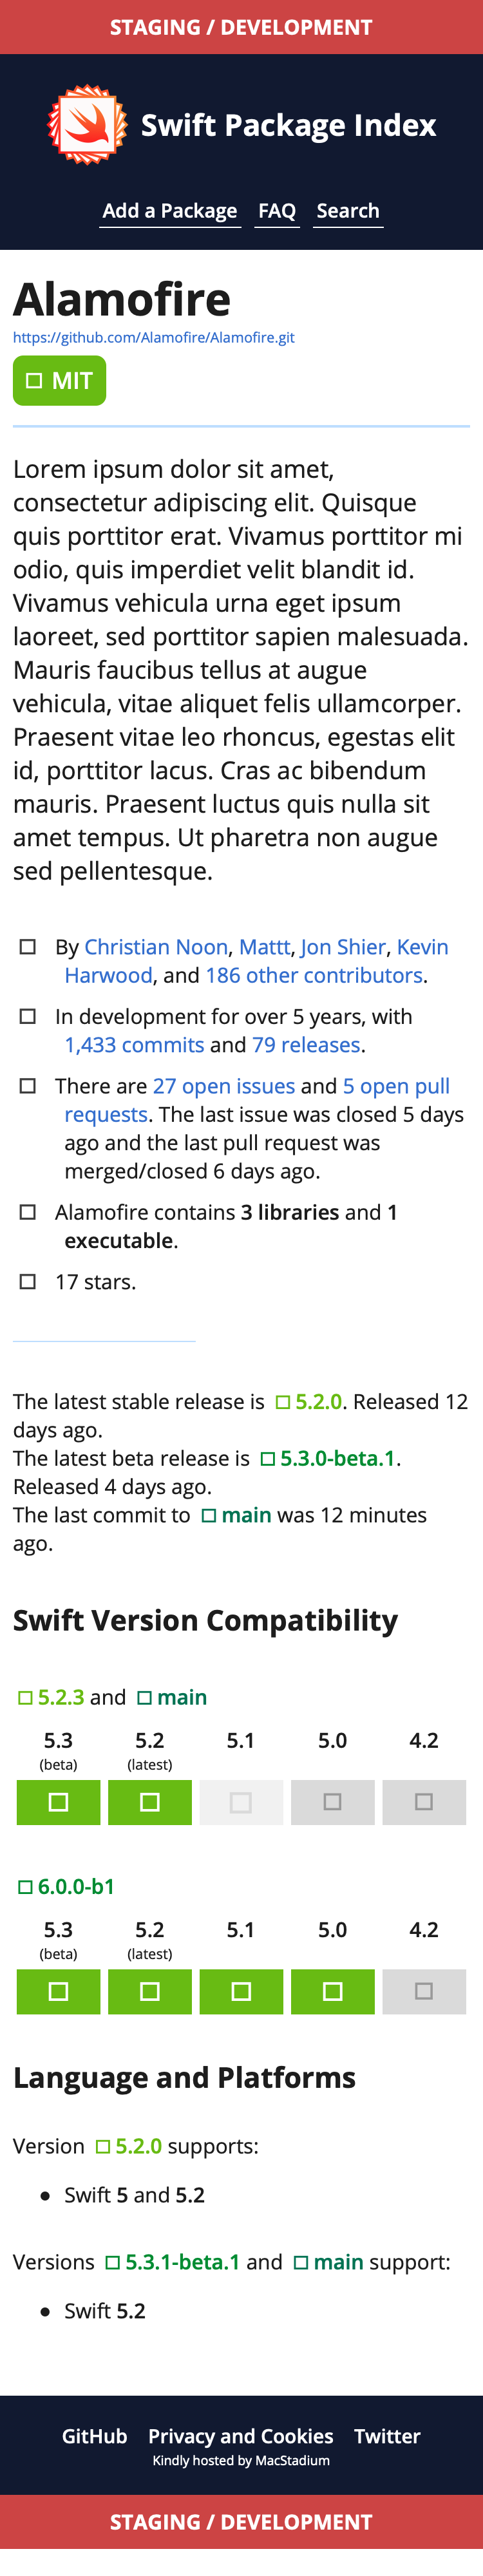 STAGING / DEVELOPMENT
Swift Package Index
Add a Package FAQ Search
Alamofire
https://github.com/Alamofire/Alamofire.git
MIT
Lorem ipsum dolor sit amet,
consectetur adipiscing elit. Quisque
quis porttitor erat. Vivamus porttitor mi
odio, quis imperdiet velit blandit id.
Vivamus vehicula urna eget ipsum
laoreet, sed porttitor sapien malesuada.
Mauris faucibus tellus at augue
vehicula, vitae aliquet felis ullamcorper.
Praesent vitae leo rhoncus, egestas elit
id, porttitor lacus. Cras ac bibendum
mauris. Praesent luctus quis nulla sit
amet tempus. Ut pharetra non augue
sed pellentesque.
By Christian Noon, Mattt, Jon Shier, Kevin
Harwood, and 186 other contributors.
In development for over 5 years, with
1,433 commits and 79 releases.
There are 27 open issues and 5 open pull
requests. The last issue was closed 5 days
ago and the last pull request was
merged/closed 6 days ago.
Alamofire contains 3 libraries and 1
executable.
17 stars.
The latest stable release is 5.2.0. Released 12
days ago.
The latest beta release is 5.3.0-beta.1.
Released 4 days ago.
The last commit to main was 12 minutes
ago.
Swift Version Compatibility
5.2.3 and main
5.3 5.2 5.1 5.0 4.2
(beta) (latest)
6.0.0-b1
5.3 5.2 5.1 5.0 4.2
(beta) (latest)
Language and Platforms
Version 5.2.0 supports:
• Swift 5 and 5.2
Versions 5.3.1-beta.1 and main support:
• Swift 5.2
GitHub Privacy and Cookies Twitter
Kindly hosted by MacStadium
STAGING / DEVELOPMENT